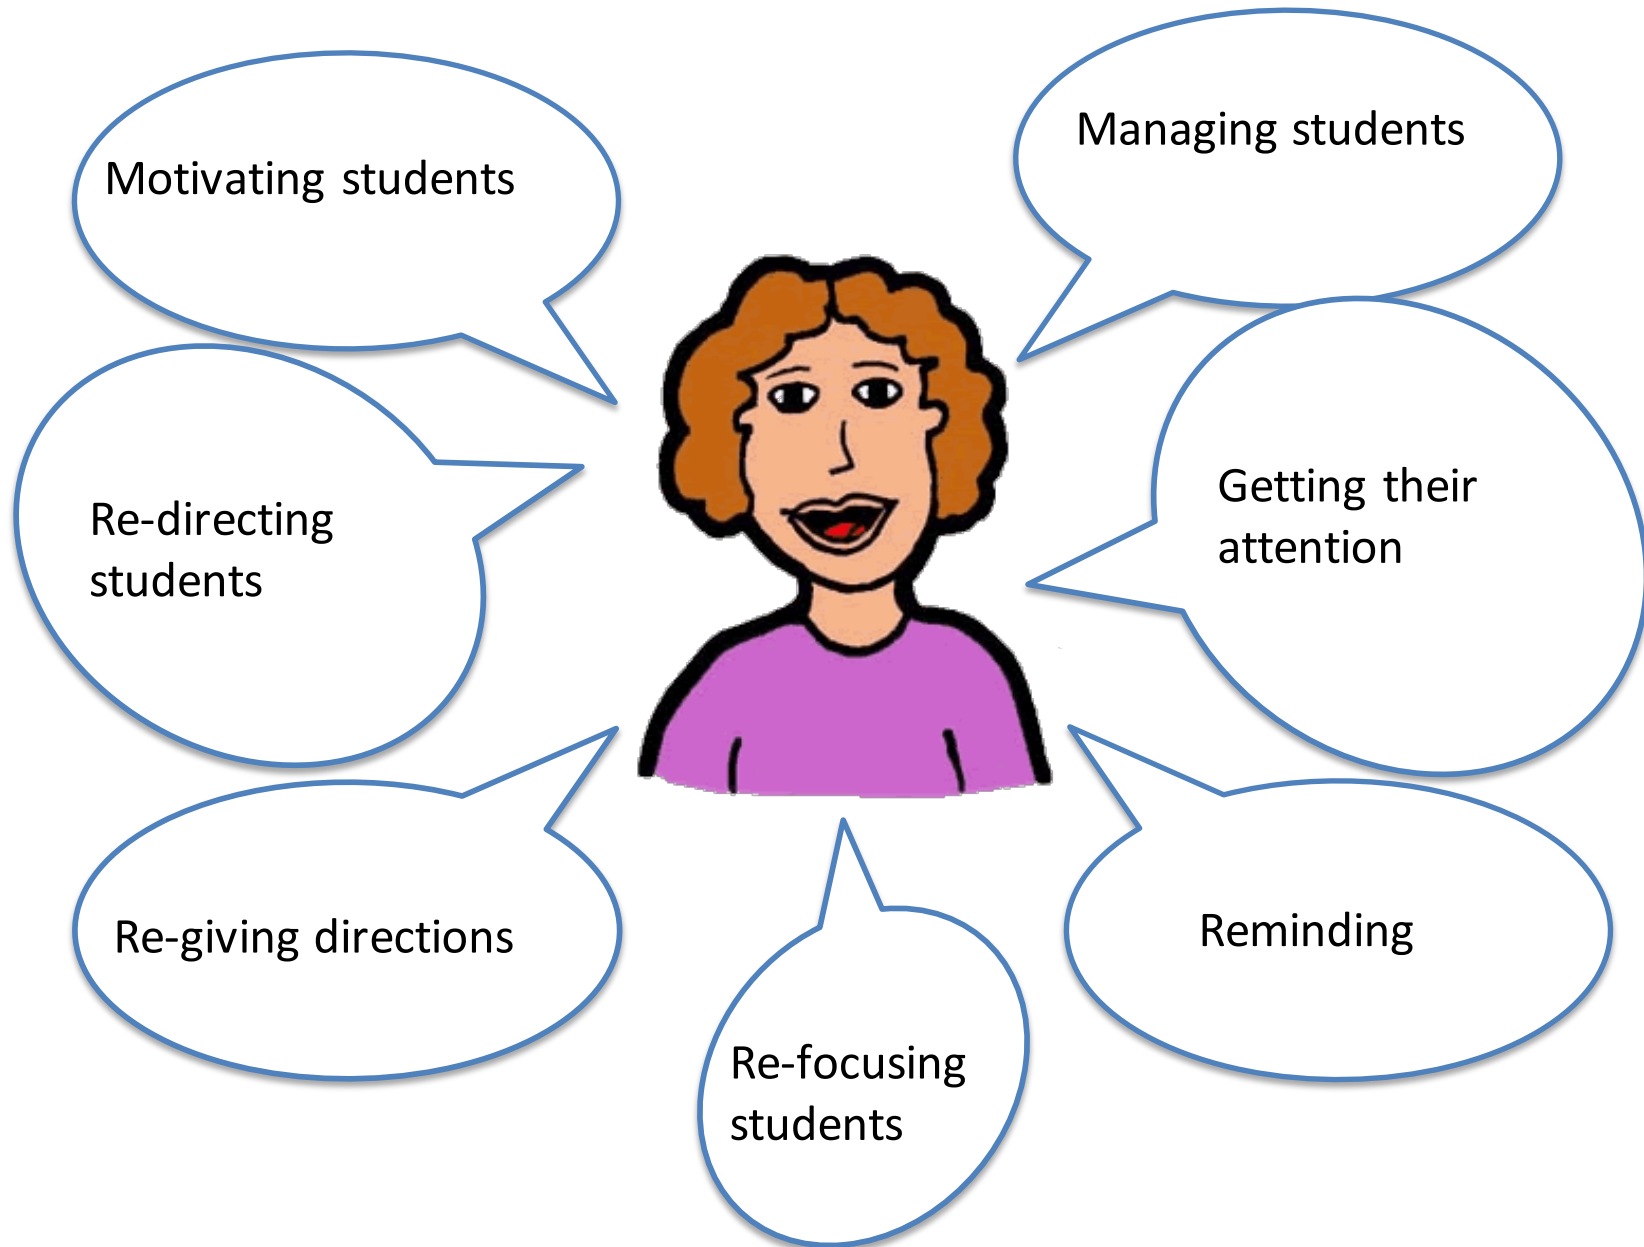 Motivating students
Managing students
Re-directing
students
Getting their
attention
Re-giving directions
Reminding
Re-focusing
students